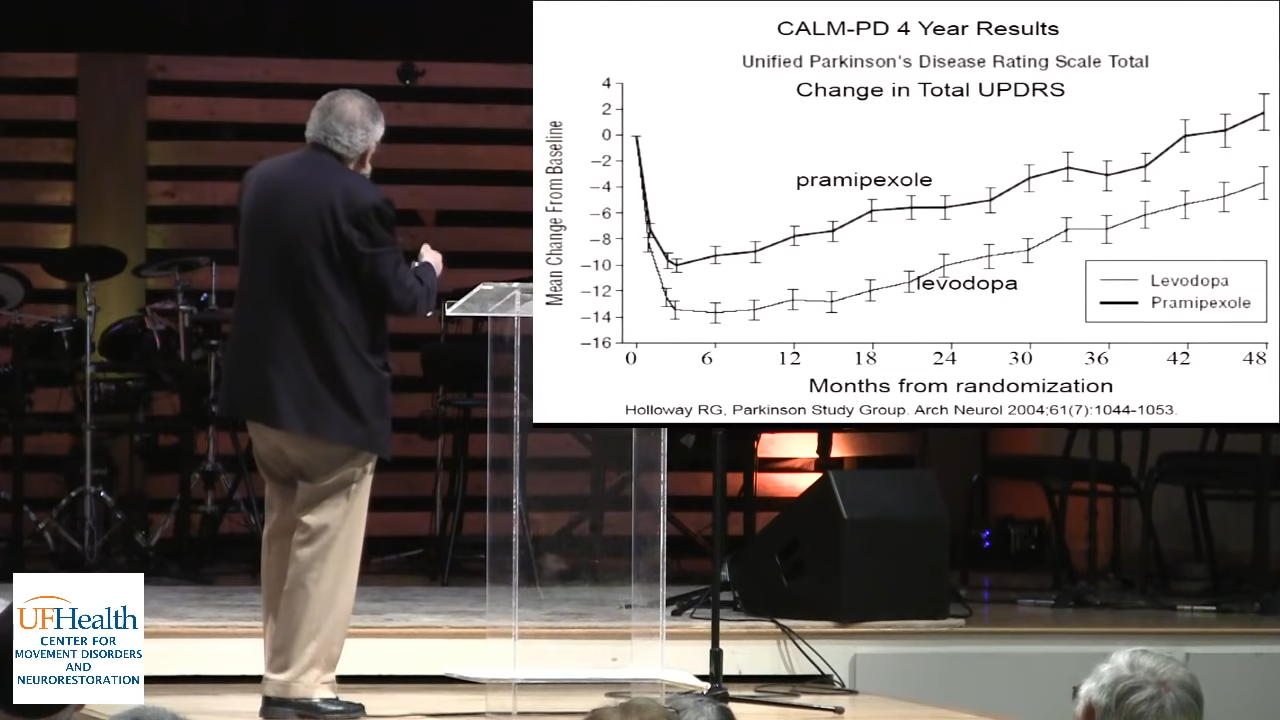 CALM-PD 4 Year Results
Unified Parkinson's Disease Rating Scale Total
Change in Total UPDRS
4
2
0
−2
−4
−6
−8
−10
−12
−14
−16
Mean Change From Baseline
pramipexole
levodopa
Levodopa
Pramipexole
0 6 12 18 24 30 36 42 48
Months from randomization
Holloway RG, Parkinson Study Group. Arch Neurol 2004;61(7):1044-1053.
UFHealth
CENTER FOR
MOVEMENT DISORDERS
AND
NEURORESTORATION